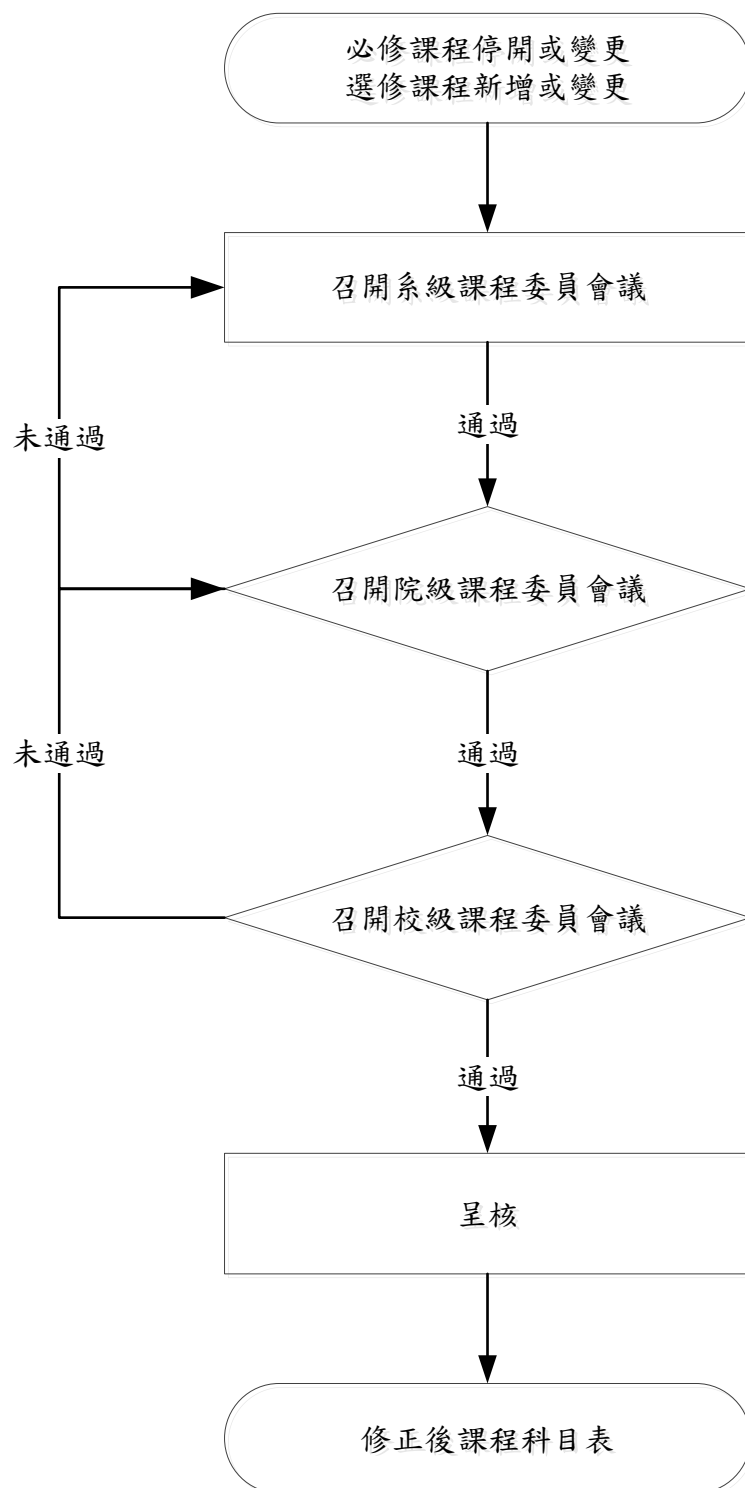 必修課程停開或變更
選修課程新增或變更
召開系級課程委員會議
通過
未通過
召開院級課程委員會議
通過
未通過
召開校級課程委員會議
通過
呈核
修正後課程科目表